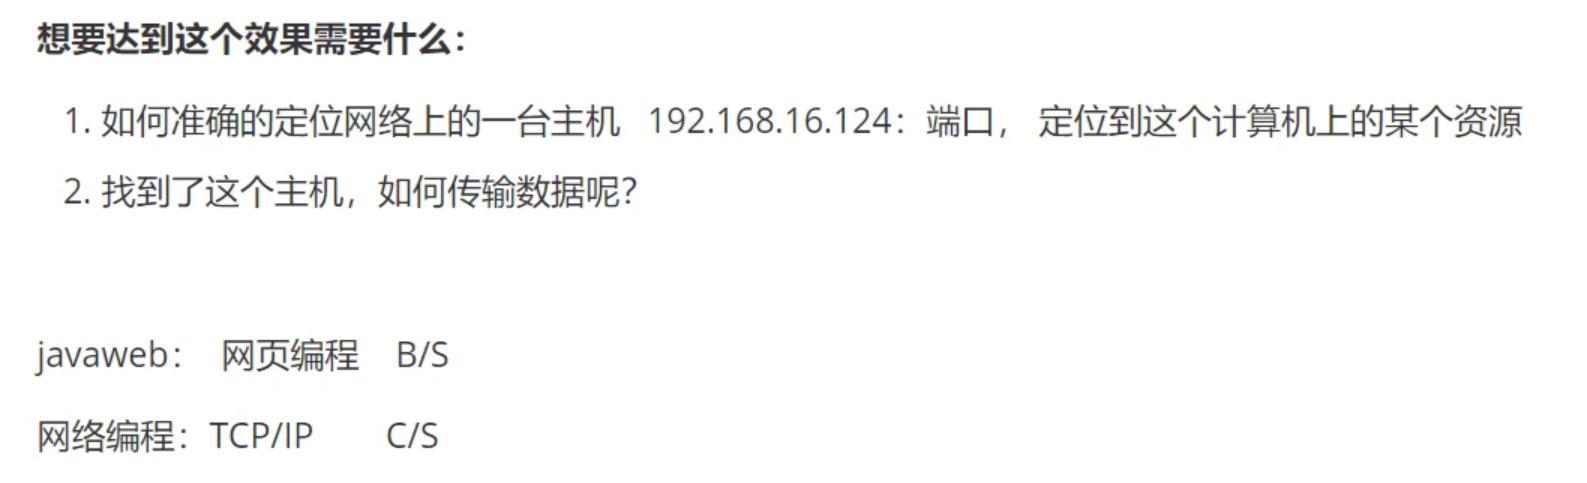 想要达到这个效果需要什么：
1. 如何准确的定位网络上的一台主机 192.168.16.124：端口， 定位到这个计算机上的某个资源
2. 找到了这个主机，如何传输数据呢？
javaweb： 网页编程 B/S
网络编程：TCP/IP C/S